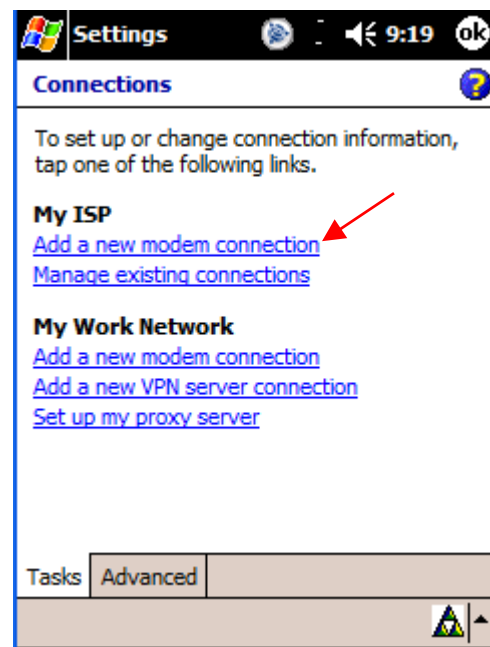 Settings 9:19 ok
Connections ?
To set up or change connection information,
tap one of the following links.
My ISP
Add a new modem connection
Manage existing connections
My Work Network
Add a new modem connection
Add a new VPN server connection
Set up my proxy server
Tasks Advanced